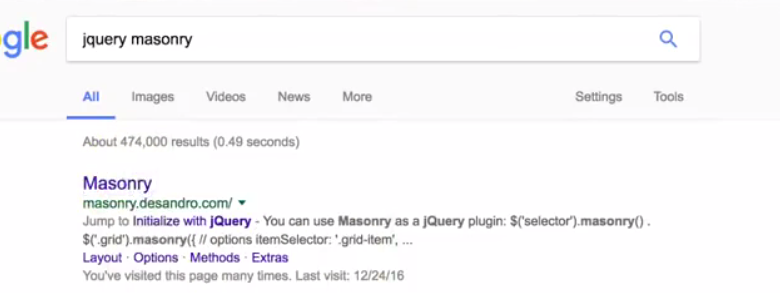 gle
jquery masonry
All Images Videos News More Settings Tools
About 474,000 results (0.49 seconds)
Masonry
masonry.desandro.com/
Jump to Initialize with jQuery - You can use Masonry as a jQuery plugin: $('selector').masonry() .
$('.grid').masonry({ // options itemSelector: '.grid-item', ...
Layout · Options · Methods · Extras
You've visited this page many times. Last visit: 12/24/16